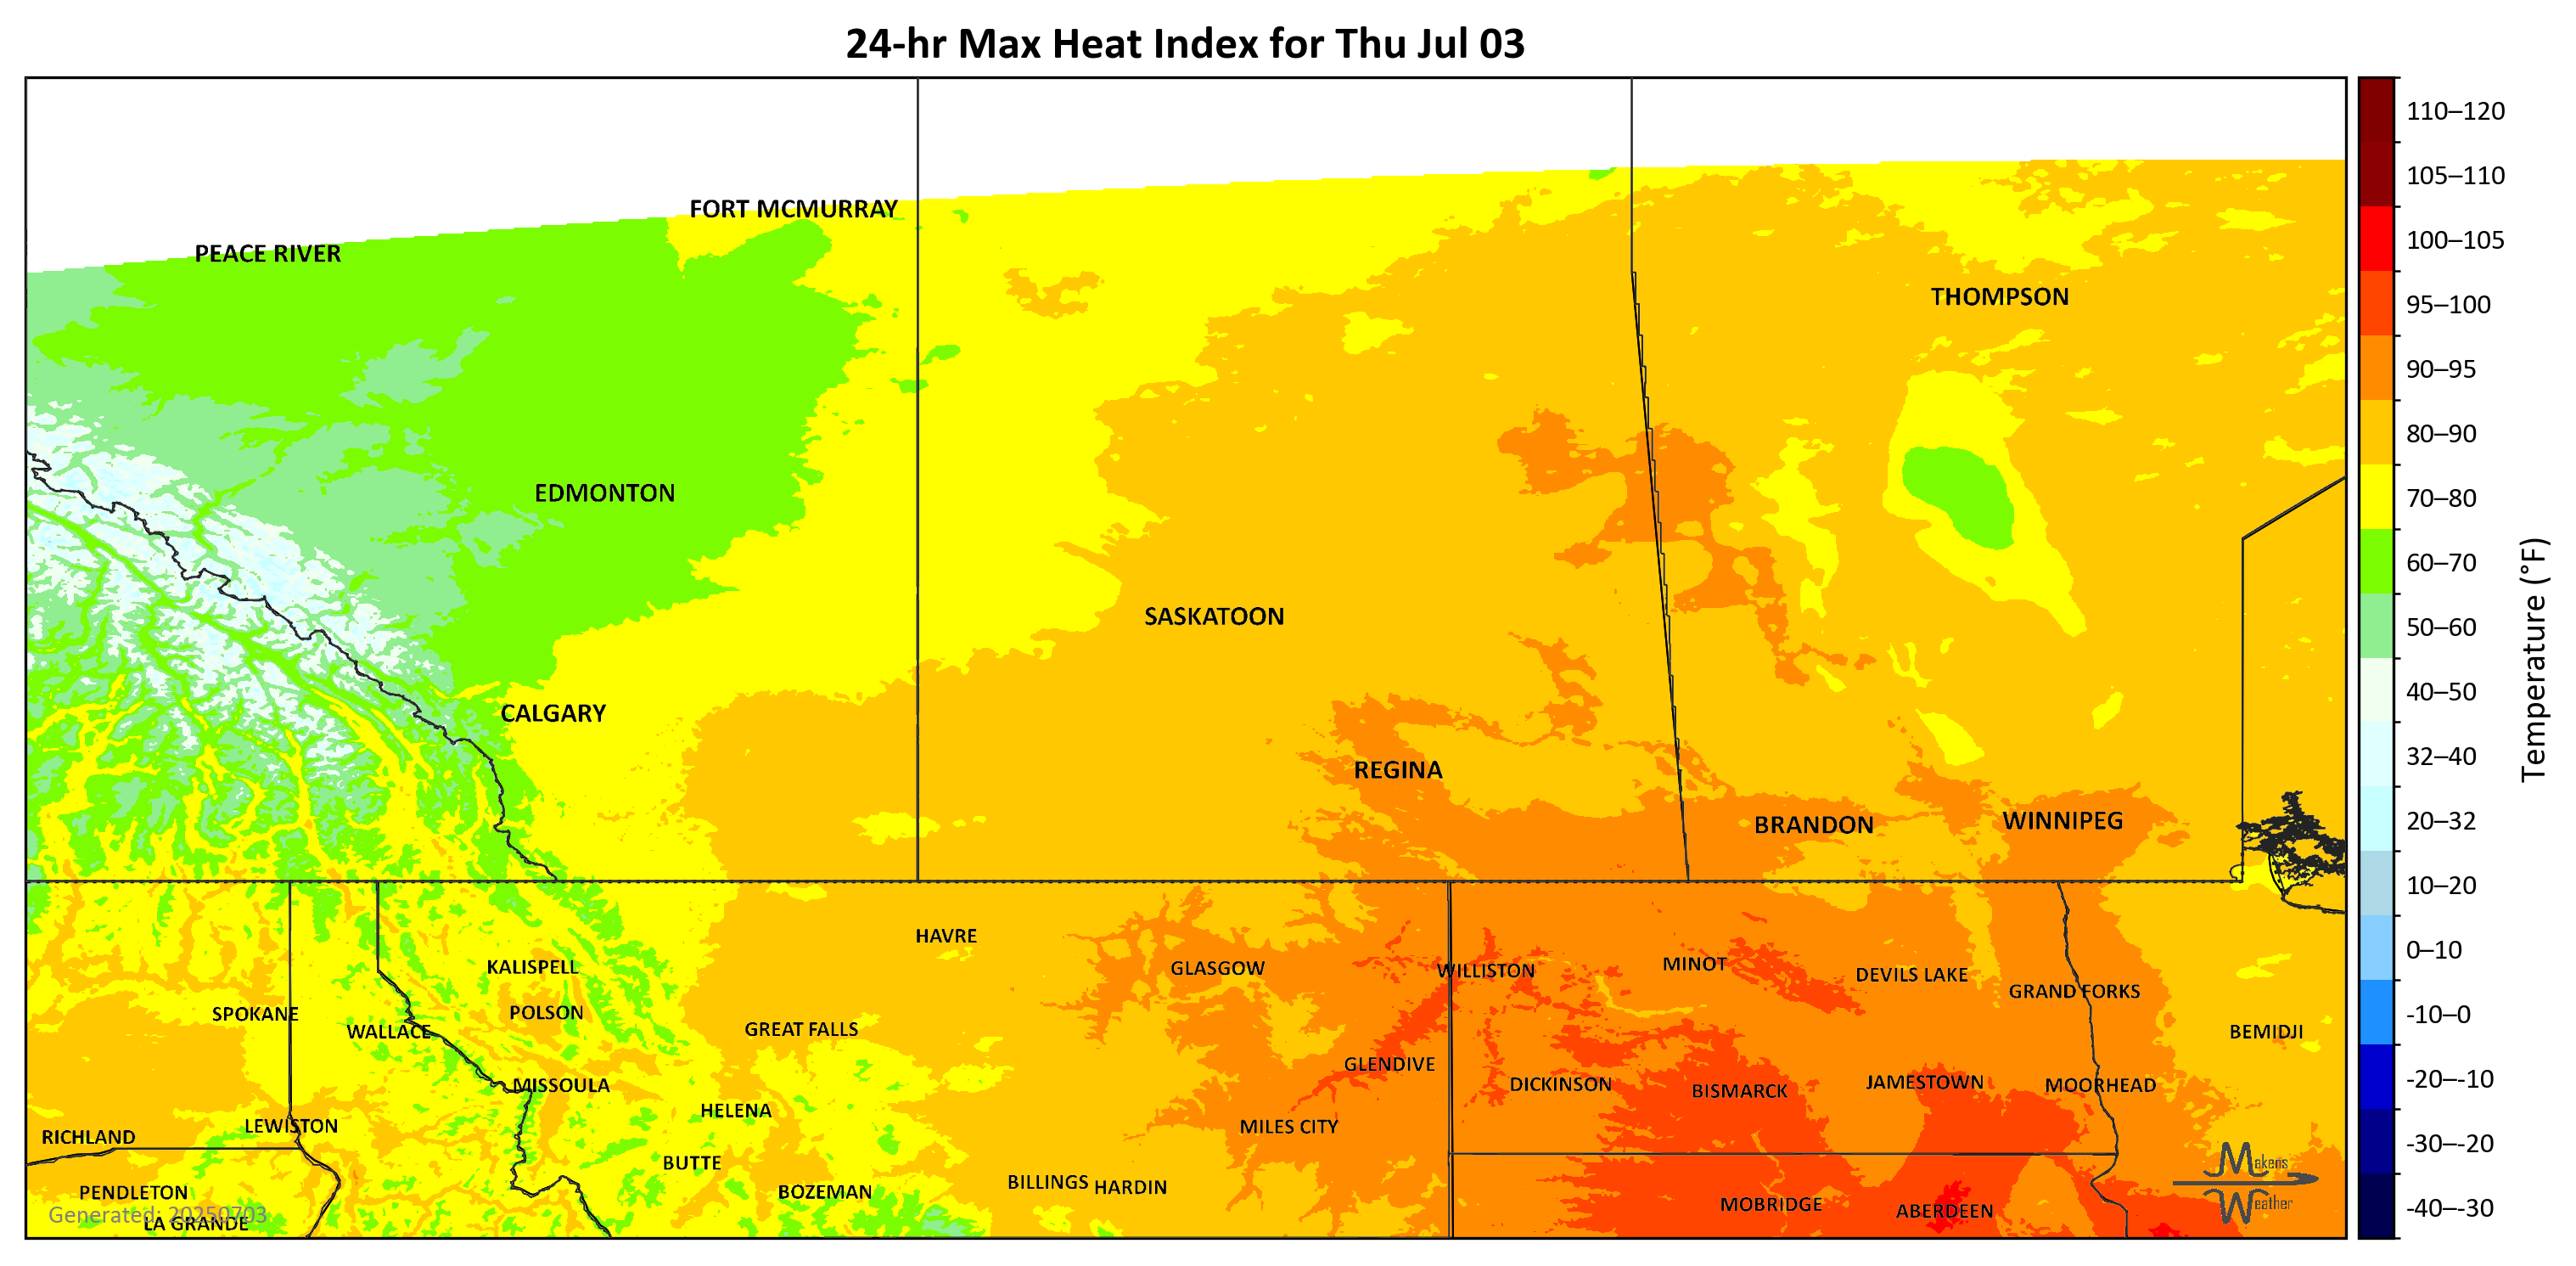 24-hr Max Heat Index for Thu Jul 03
FORT MCMURRAY
PEACE RIVER
THOMPSON
EDMONTON
SASKATOON
CALGARY
REGINA
BRANDON
WINNIPEG
HAVRE
KALISPELL
GLASGOW
WILLISTON
MINOT
DEVILS LAKE
GRAND FORKS
SPOKANE
POLSON
WALLACE
GREAT FALLS
BEMIDJI
GLENDIVE
MISSOULA
DICKINSON
BISMARCK
JAMESTOWN
MOORHEAD
HELENA
LEWISTON
MILES CITY
RICHLAND
BUTTE
BILLINGS
HARDIN
PENDLETON
BOZEMAN
MOBRIDGE
ABERDEEN
LA GRANDE
Generated: 20250703
Makens
Weather
110–120
105–110
100–105
95–100
90–95
80–90
70–80
60–70
50–60
40–50
32–40
20–32
10–20
0–10
-10–0
-20–-10
-30–-20
-40–-30
Temperature (°F)